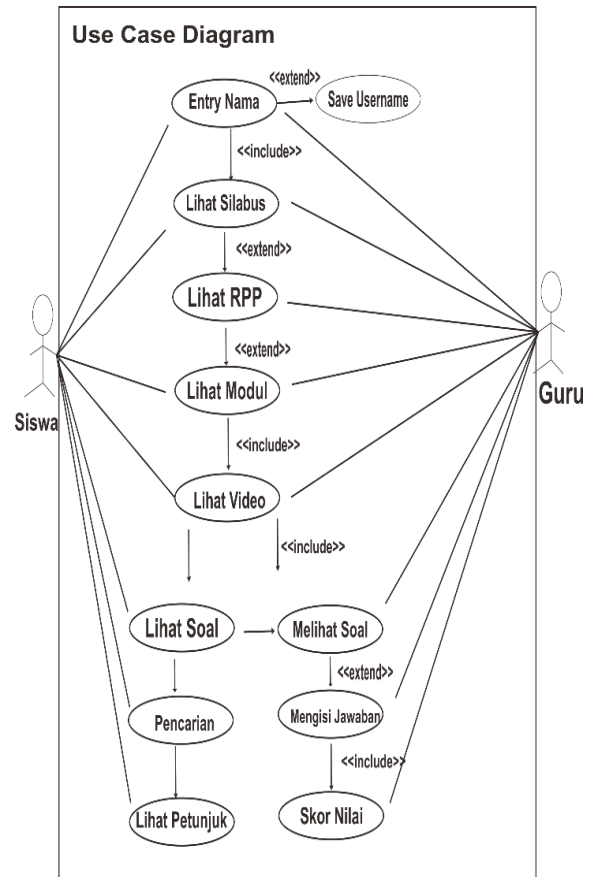 Use Case Diagram
<<extend>>
Entry Nama
Save Username
<<include>>
Lihat Silabus
<<extend>>
Lihat RPP
<<extend>>
Lihat Modul
Siswa
Guru
<<include>>
Lihat Video
<<include>>
Lihat Soal
Melihat Soal
<<extend>>
Pencarian
Mengisi Jawaban
<<include>>
Lihat Petunjuk
Skor Nilai